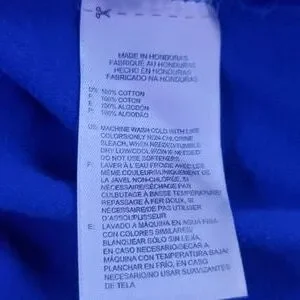 MADE IN HONDURAS
FABRIQUÉ AU HONDURAS
HECHO EN HONDURAS
FABRICADO NA HONDURAS
US: 100% COTTON
F: 100% COTON
E: 100% ALGODÓN
P: 100% ALGODÃO
US: MACHINE WASH COLD WITH LIKE
COLORS/ONLY NON-CHLORINE
BLEACH, WHEN NEEDED/TUMBLE
DRY LOW/COOL IRON IF NEEDED/
DO NOT USE SOFTENERS
F: LAVER À L'EAU FROIDE AVEC LES
MÊME COULEUR/UNIQUEMENT DE
LA JAVEL NON-CHLORÉE, SI
NÉCESSAIRE/SÉCHAGE PAR
CULBUTAGE À BASSE TEMPÉRATURE/
REPASSAGE À FER DOUX, SI
NÉCESSAIRE/NE PAS UTILISER
D'ASSOUPLISSEUR
E: LAVADO A MÁQUINA EN AGUA FRÍA
CON COLORES SIMILARES/
BLANQUEAR SÓLO SIN LEJÍA,
EN CASO NECESARIO/SECAR A
MÁQUINA CON TEMPERATURA BAJA/
PLANCHAR EN FRÍO, EN CASO
NECESARIO/NO USAR SUAVIZANTES
DE TELA